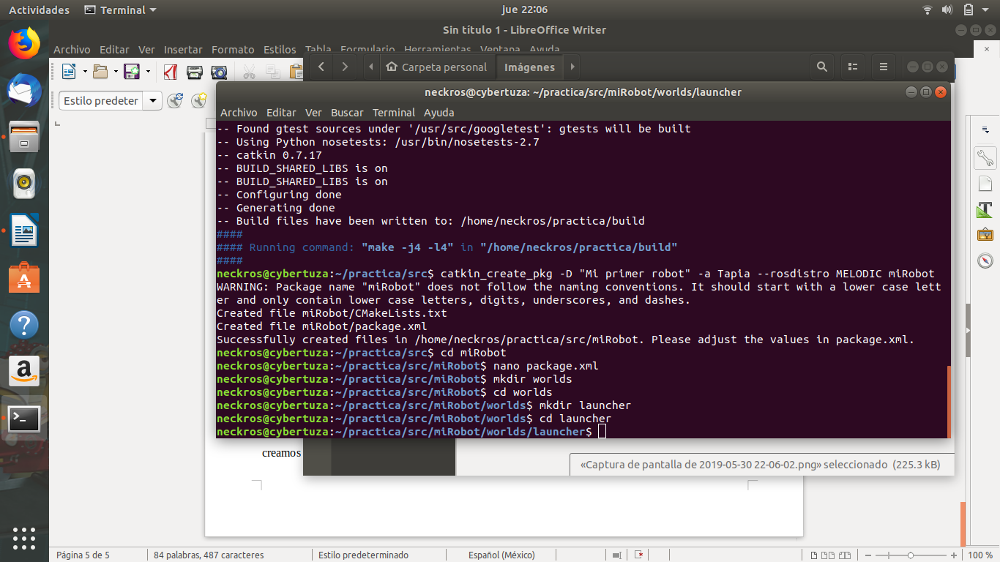 Actividades
Terminal
jue 22:06
Sin título 1 - LibreOffice Writer
Archivo Editar Ver Insertar Formato Estilos Tabla Formulario Herramientas Ventana Ayuda
Carpeta personal
Imágenes
Estilo predeter
neckros@cybertuza: ~/practica/src/miRobot/worlds/launcher
Archivo Editar Ver Buscar Terminal Ayuda
-- Found gtest sources under '/usr/src/googletest': gtests will be built
-- Using Python nosetests: /usr/bin/nosetests-2.7
-- catkin 0.7.17
-- BUILD_SHARED_LIBS is on
-- BUILD_SHARED_LIBS is on
-- Configuring done
-- Generating done
-- Build files have been written to: /home/neckros/practica/build
####
#### Running command: "make -j4 -l4" in "/home/neckros/practica/build"
####
neckros@cybertuza:~/practica/src$ catkin_create_pkg -D "Mi primer robot" -a Tapia --rosdistro MELODIC miRobot
WARNING: Package name "miRobot" does not follow the naming conventions. It should start with a lower case lett
er and only contain lower case letters, digits, underscores, and dashes.
Created file miRobot/CMakeLists.txt
Created file miRobot/package.xml
Successfully created files in /home/neckros/practica/src/miRobot. Please adjust the values in package.xml.
neckros@cybertuza:~/practica/src$ cd miRobot
neckros@cybertuza:~/practica/src/miRobot$ nano package.xml
neckros@cybertuza:~/practica/src/miRobot$ mkdir worlds
neckros@cybertuza:~/practica/src/miRobot$ cd worlds
neckros@cybertuza:~/practica/src/miRobot/worlds$ mkdir launcher
neckros@cybertuza:~/practica/src/miRobot/worlds$ cd launcher
neckros@cybertuza:~/practica/src/miRobot/worlds/launcher$
creamos
«Captura de pantalla de 2019-05-30 22-06-02.png» seleccionado (225.3 kB)
Página 5 de 5
84 palabras, 487 caracteres
Estilo predeterminado
Español (México)
100 %